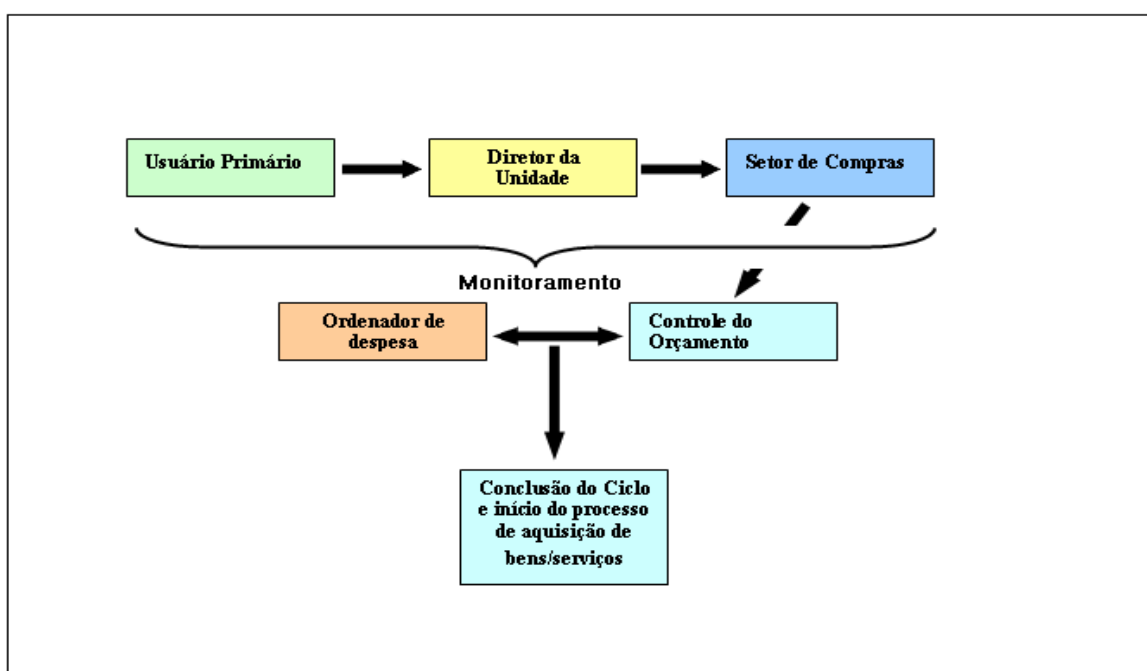 Usuário Primário
Diretor da
Unidade
Setor de Compras
Monitoramento
Ordenador de
despesa
Controle do
Orçamento
Conclusão do Ciclo
e início do processo
de aquisição de
bens/serviços